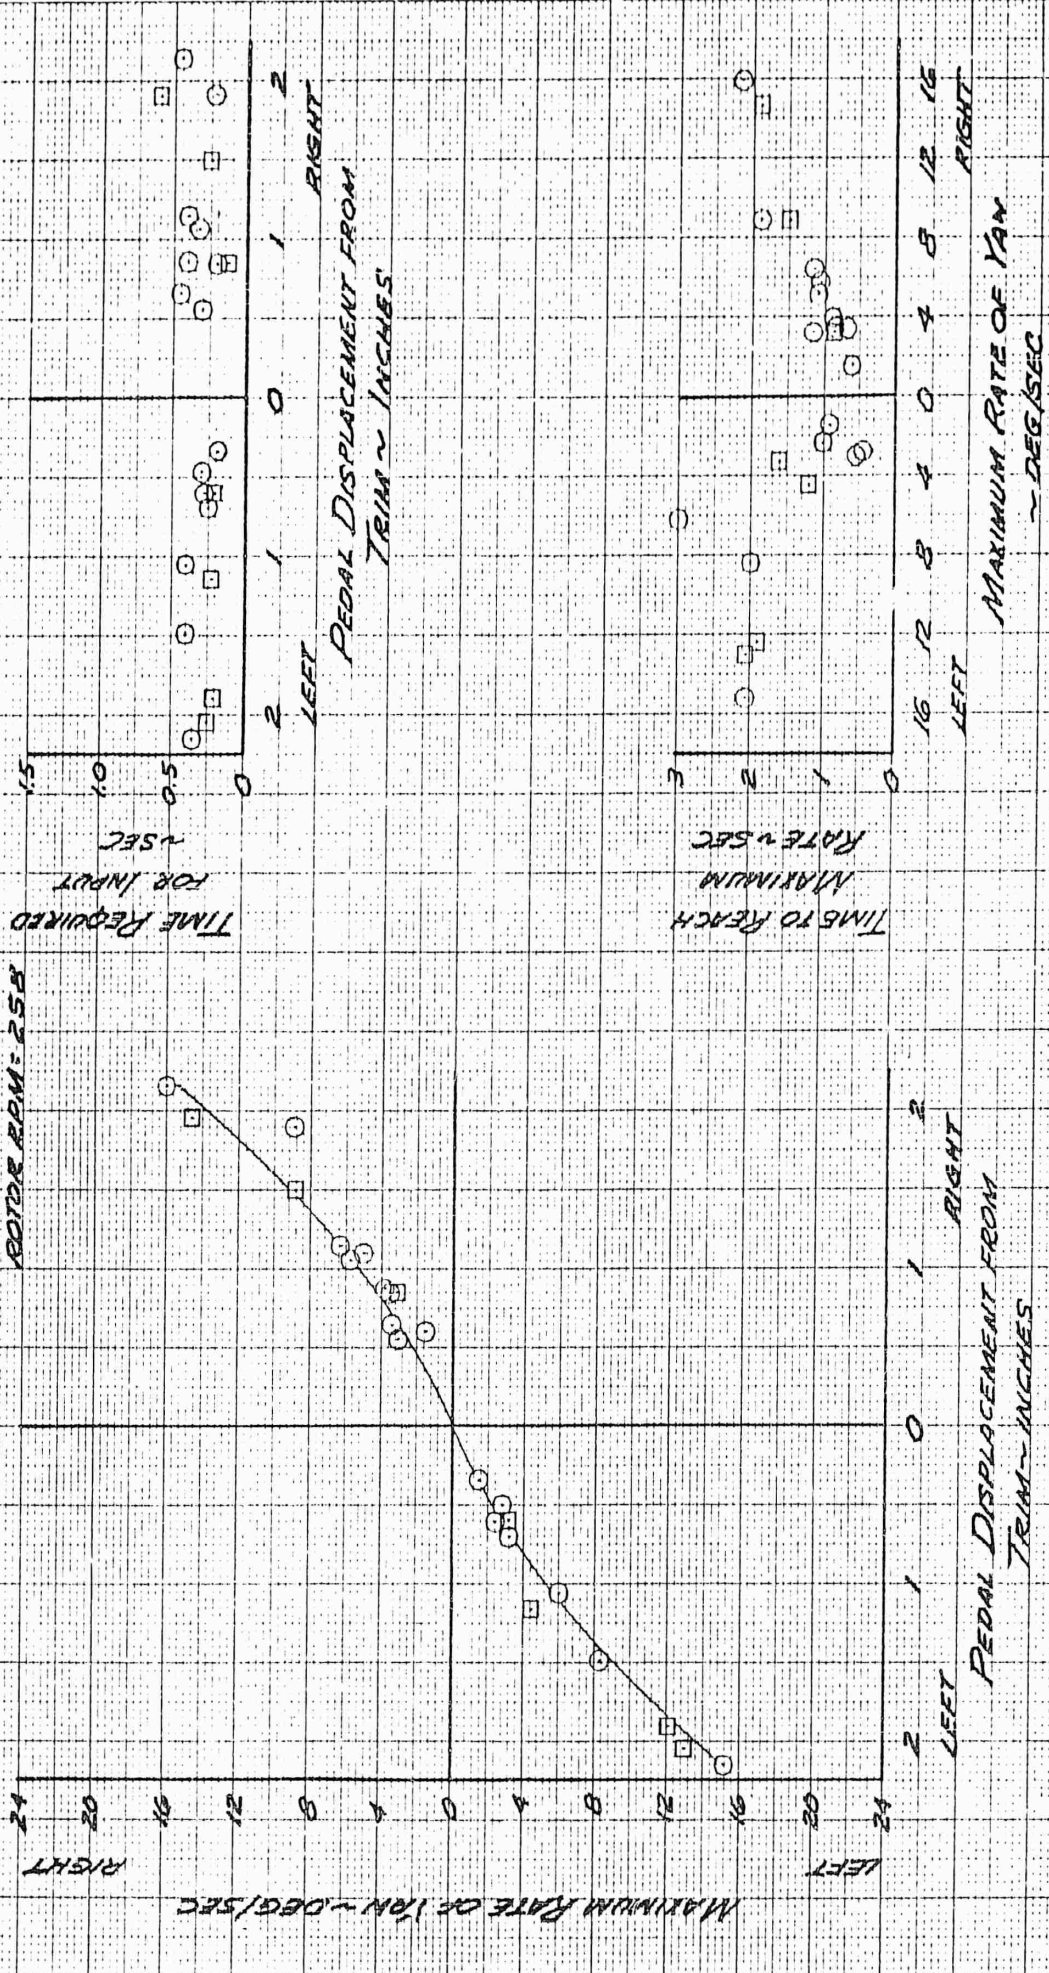 ROTOR RPM = 258
MAXIMUM RATE OF YAW ~ DEG/SEC
RIGHT
LEFT
24
20
16
12
8
4
0
4
8
12
16
20
24
2 1 0 1 2
LEFT RIGHT
PEDAL DISPLACEMENT FROM
TRIM ~ INCHES
TIME REQUIRED
FOR INPUT
~ SEC
1.5
1.0
0.5
0
2 1 0 1 2
LEFT RIGHT
PEDAL DISPLACEMENT FROM
TRIM ~ INCHES
TIME TO REACH
MAXIMUM
RATE ~ SEC
3
2
1
0
16 12 8 4 0 4 8 12 16
LEFT RIGHT
MAXIMUM RATE OF YAW
~ DEG/SEC